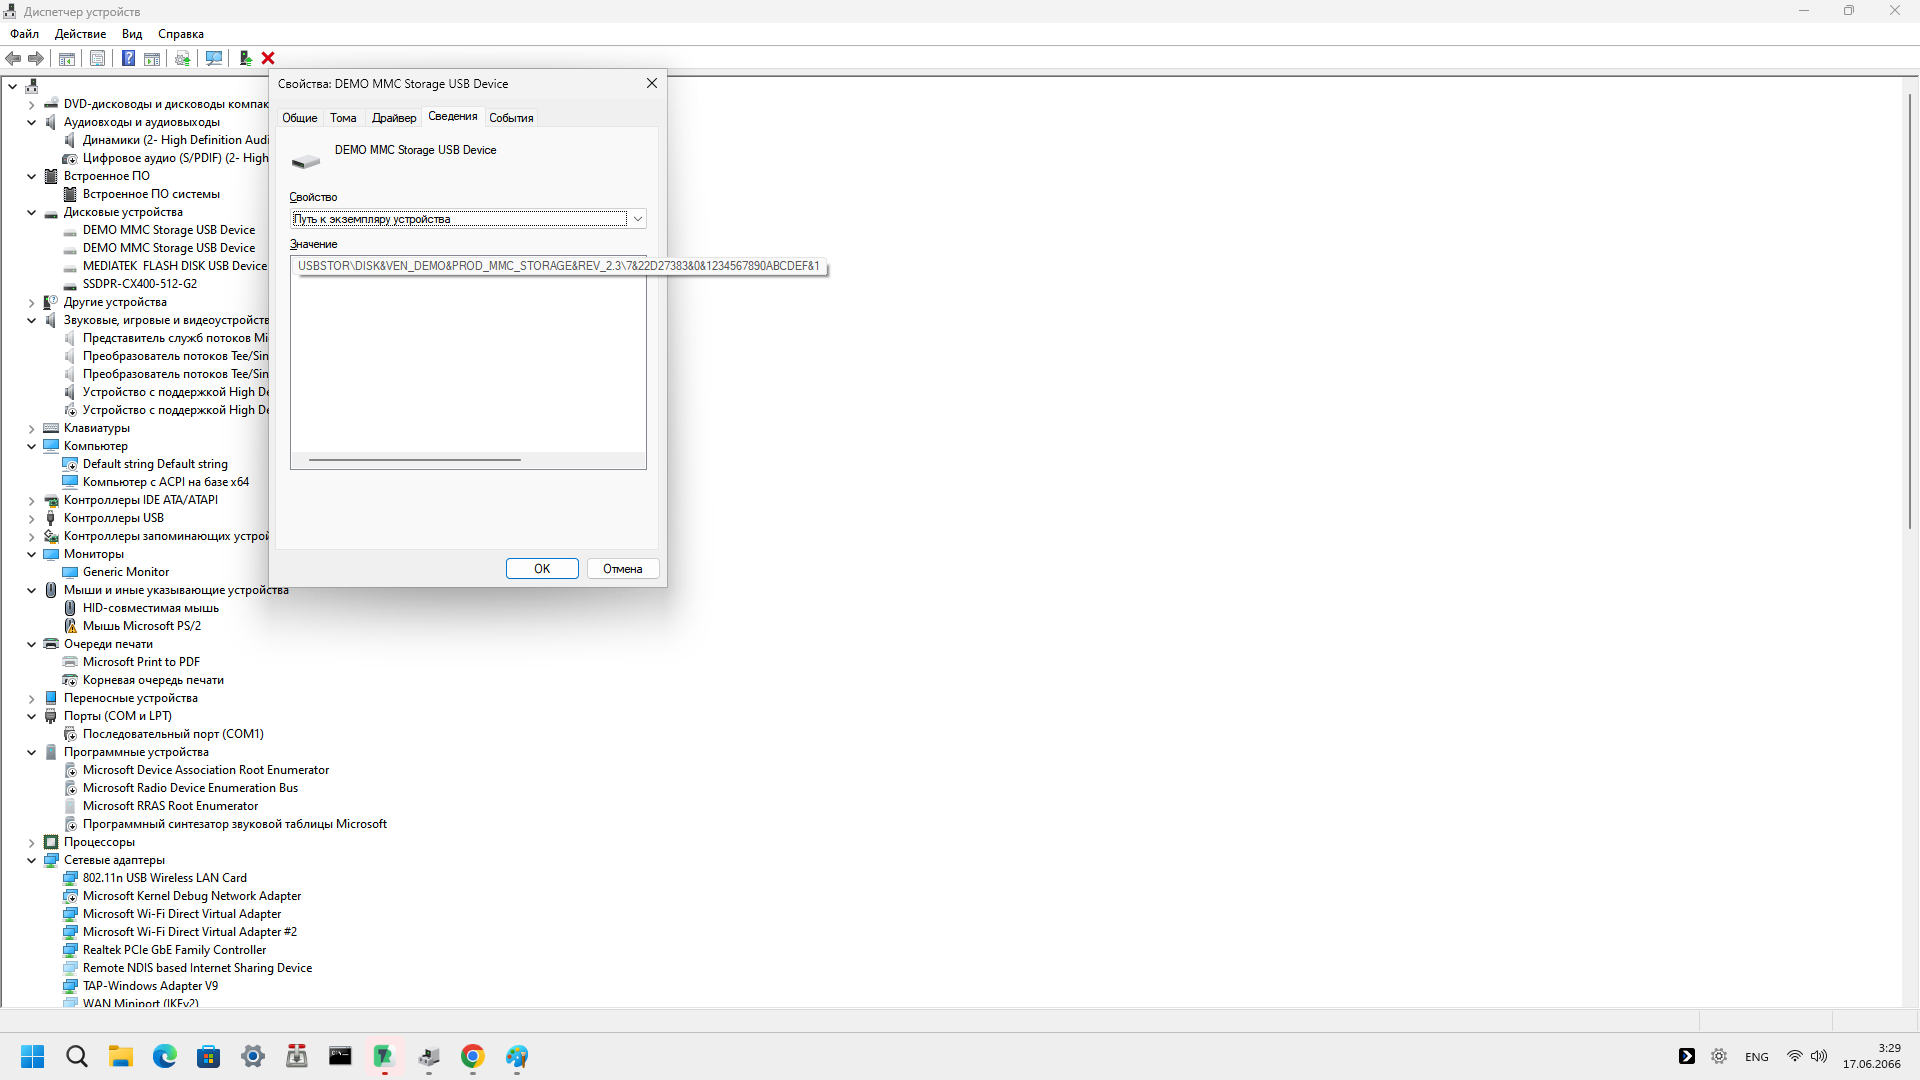 Диспетчер устройств
Файл Действие Вид Справка
DVD-дисководы и дисководы компак
Аудиовходы и аудиовыходы
Динамики (2- High Definition Audi
Цифровое аудио (S/PDIF) (2- High
Встроенное ПО
Встроенное ПО системы
Дисковые устройства
DEMO MMC Storage USB Device
DEMO MMC Storage USB Device
MEDIATEK FLASH DISK USB Device
SSDPR-CX400-512-G2
Другие устройства
Звуковые, игровые и видеоустройств
Представитель служб потоков Mi
Преобразователь потоков Tee/Sin
Преобразователь потоков Tee/Sin
Устройство с поддержкой High De
Устройство с поддержкой High De
Клавиатуры
Компьютер
Default string Default string
Компьютер с ACPI на базе x64
Контроллеры IDE ATA/ATAPI
Контроллеры USB
Контроллеры запоминающих устрой
Мониторы
Generic Monitor
Мыши и иные указывающие устройства
HID-совместимая мышь
Мышь Microsoft PS/2
Очереди печати
Microsoft Print to PDF
Корневая очередь печати
Переносные устройства
Порты (COM и LPT)
Последовательный порт (COM1)
Программные устройства
Microsoft Device Association Root Enumerator
Microsoft Radio Device Enumeration Bus
Microsoft RRAS Root Enumerator
Программный синтезатор звуковой таблицы Microsoft
Процессоры
Сетевые адаптеры
802.11n USB Wireless LAN Card
Microsoft Kernel Debug Network Adapter
Microsoft Wi-Fi Direct Virtual Adapter
Microsoft Wi-Fi Direct Virtual Adapter #2
Realtek PCIe GbE Family Controller
Remote NDIS based Internet Sharing Device
TAP-Windows Adapter V9
WAN Miniport (IKEv2)
Свойства: DEMO MMC Storage USB Device
Общие Тома Драйвер Сведения События
DEMO MMC Storage USB Device
Свойство
Путь к экземпляру устройства
Значение
USBSTOR\DISK&VEN_DEMO&PROD_MMC_STORAGE&REV_2.3\7&22D27383&0&1234567890ABCDEF&1
OK Отмена
ENG
3:29
17.06.2066